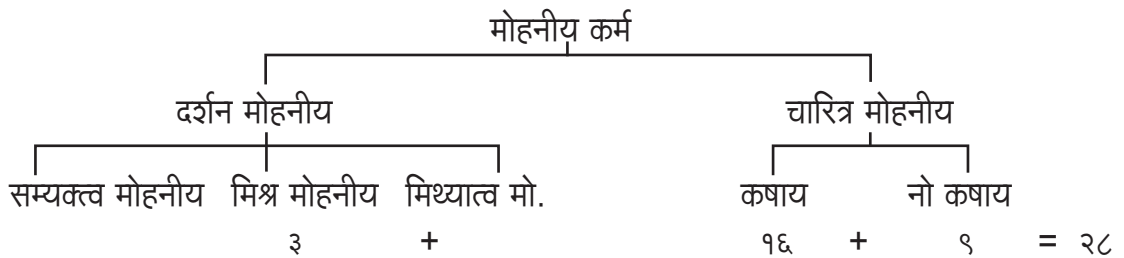 मोहनीय कर्म
दर्शन मोहनीय चारित्र मोहनीय
सम्यक्त्व मोहनीय मिश्र मोहनीय मिथ्यात्व मो. कषाय नो कषाय
३ + १६ + ९ = २८